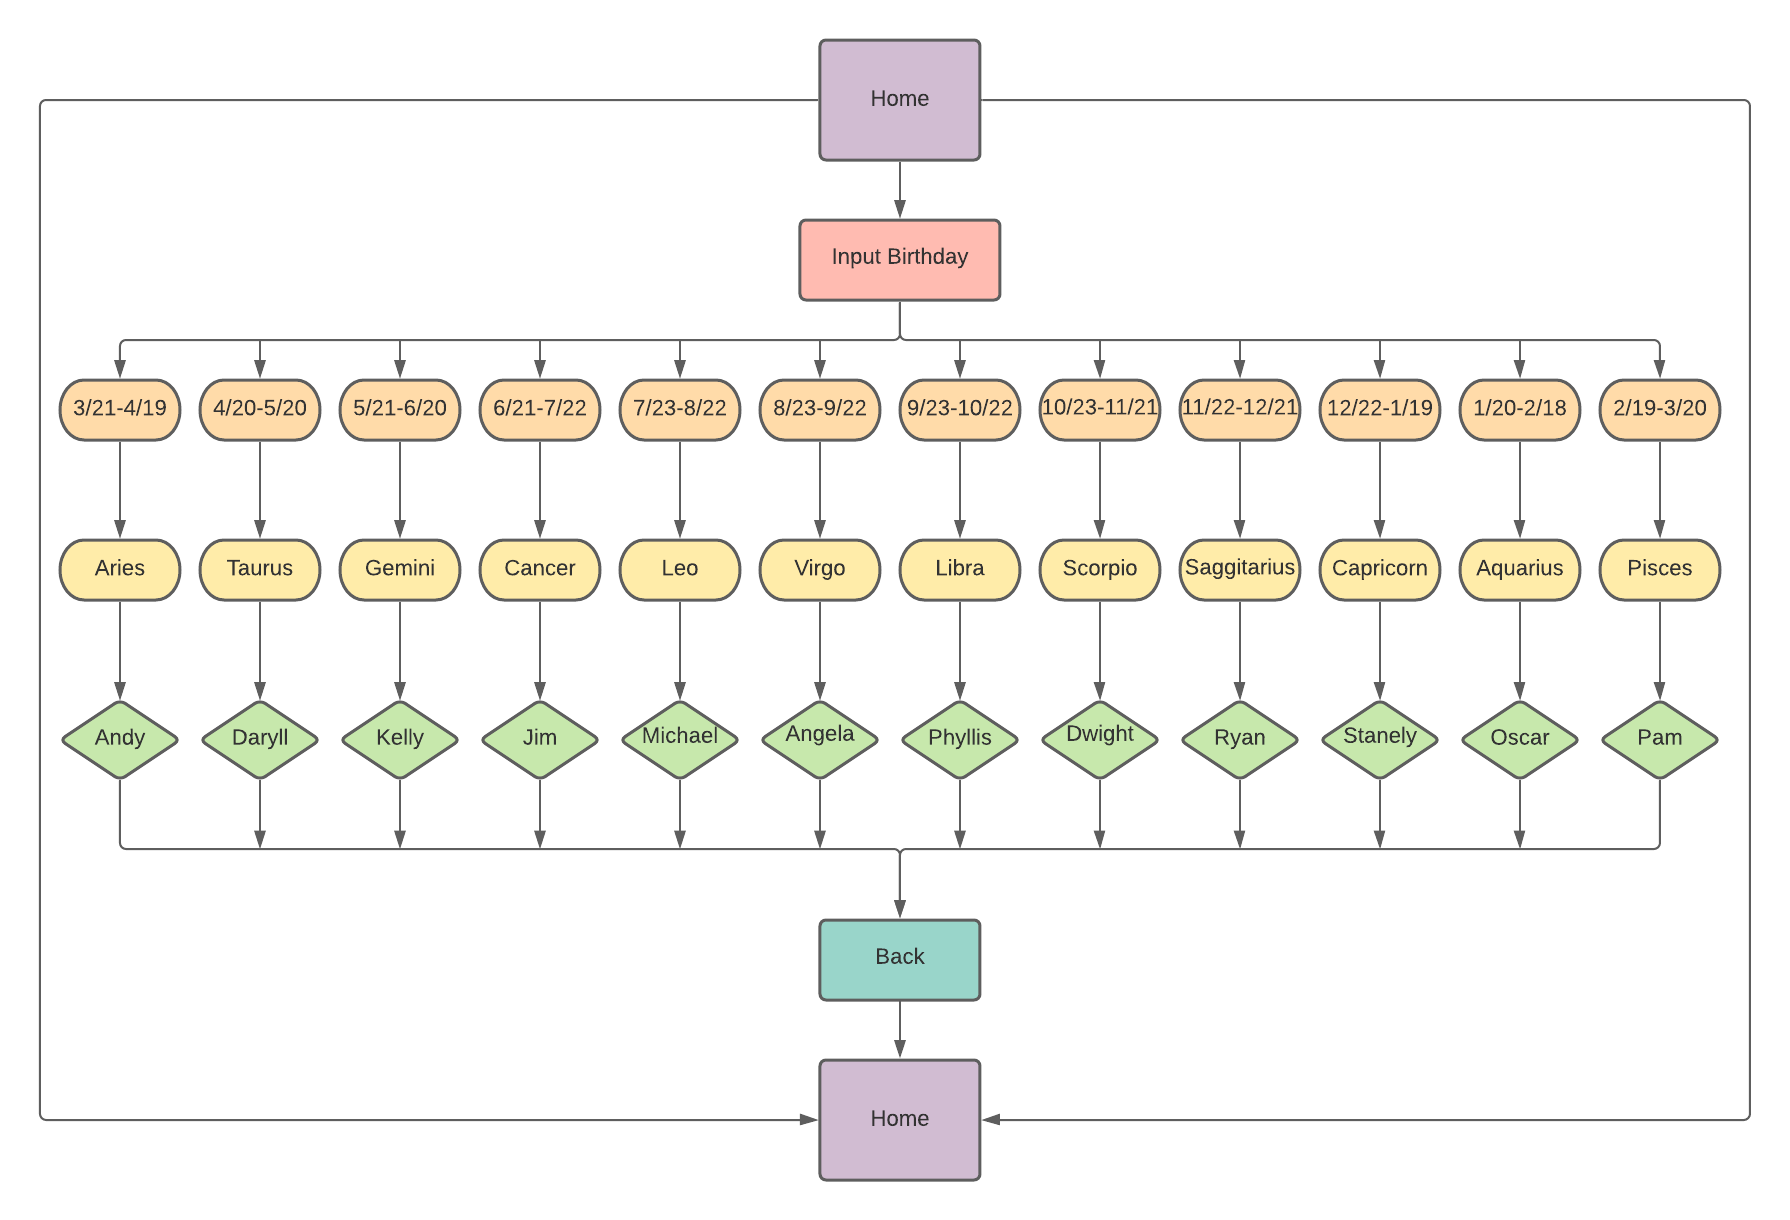 Home
Input Birthday
3/21-4/19
4/20-5/20
5/21-6/20
6/21-7/22
7/23-8/22
8/23-9/22
9/23-10/22
10/23-11/21
11/22-12/21
12/22-1/19
1/20-2/18
2/19-3/20
Aries
Taurus
Gemini
Cancer
Leo
Virgo
Libra
Scorpio
Saggitarius
Capricorn
Aquarius
Pisces
Andy
Daryll
Kelly
Jim
Michael
Angela
Phyllis
Dwight
Ryan
Stanely
Oscar
Pam
Back
Home